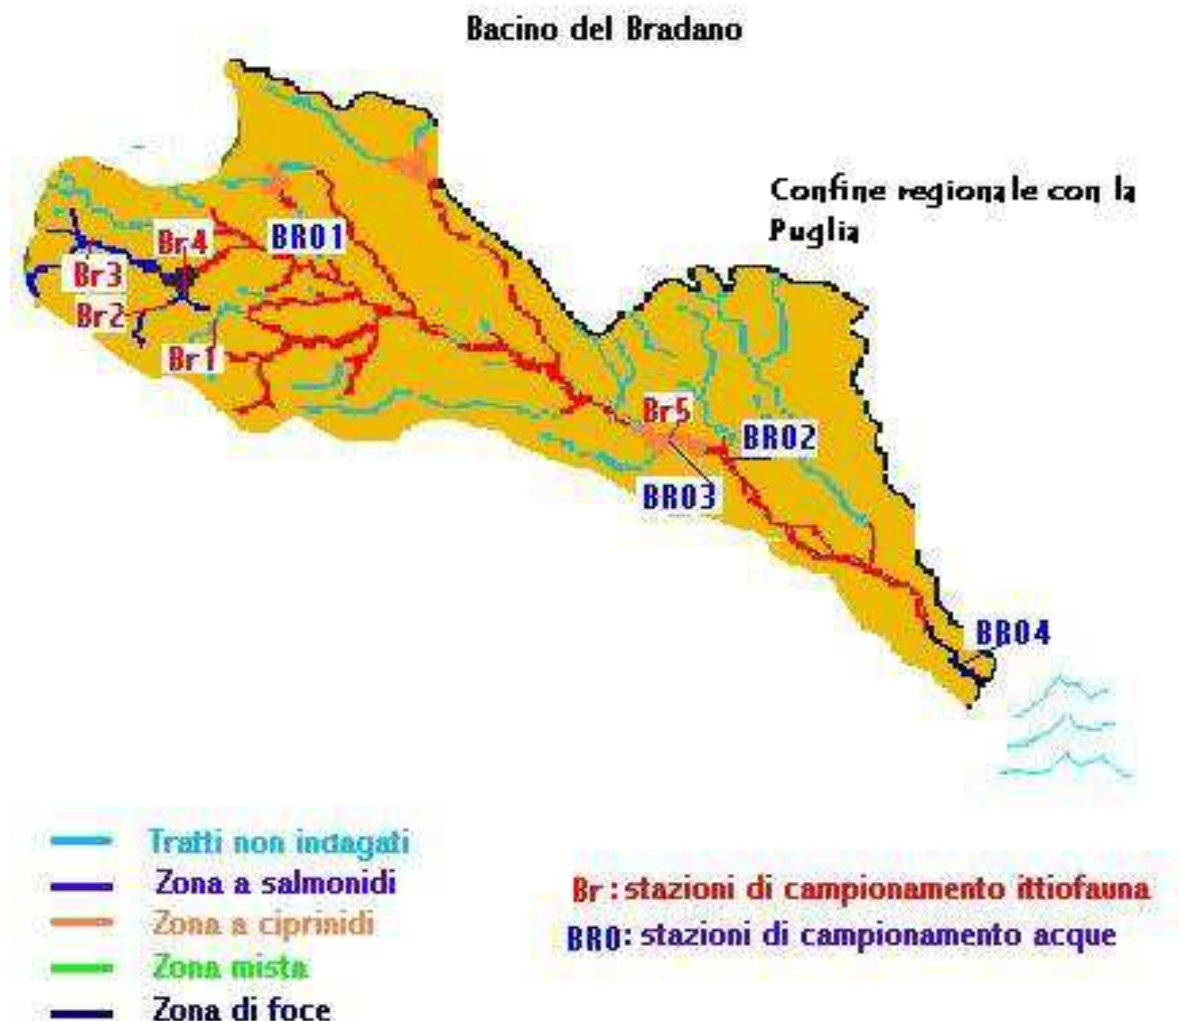 Bacino del Bradano
Confine regionale con la
Puglia
Br4
BR01
Br3
Br2
Br1
Br5
BR02
BR03
BR04
Tratti non indagati
Zona a salmonidi
Zona a ciprinidi
Zona mista
Zona di foce
Br : stazioni di campionamento ittiofauna
BR0: stazioni di campionamento acque